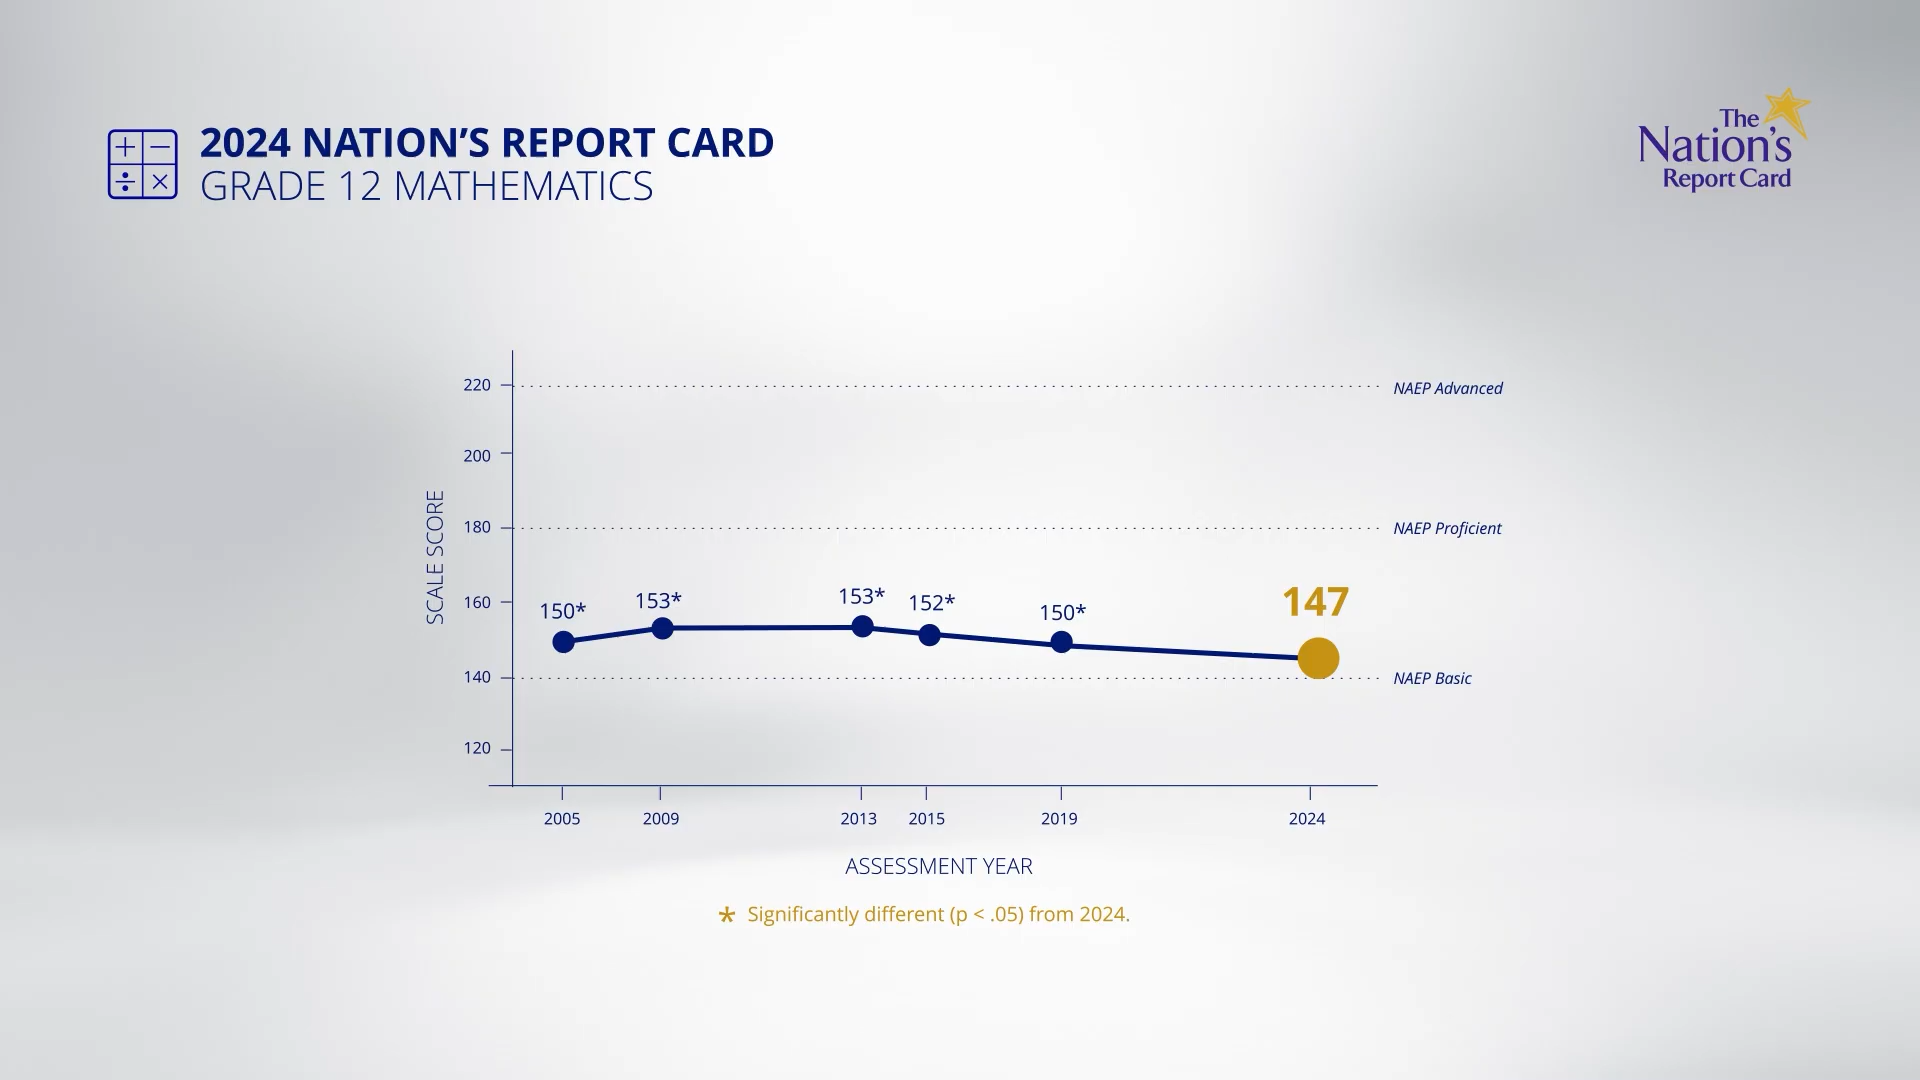 2024 NATION’S REPORT CARD
GRADE 12 MATHEMATICS
The
Nation’s
Report Card
SCALE SCORE
220
200
180
160
140
120
NAEP Advanced
NAEP Proficient
NAEP Basic
150*
153*
153*
152*
150*
147
2005
2009
2013
2015
2019
2024
ASSESSMENT YEAR
* Significantly different (p < .05) from 2024.